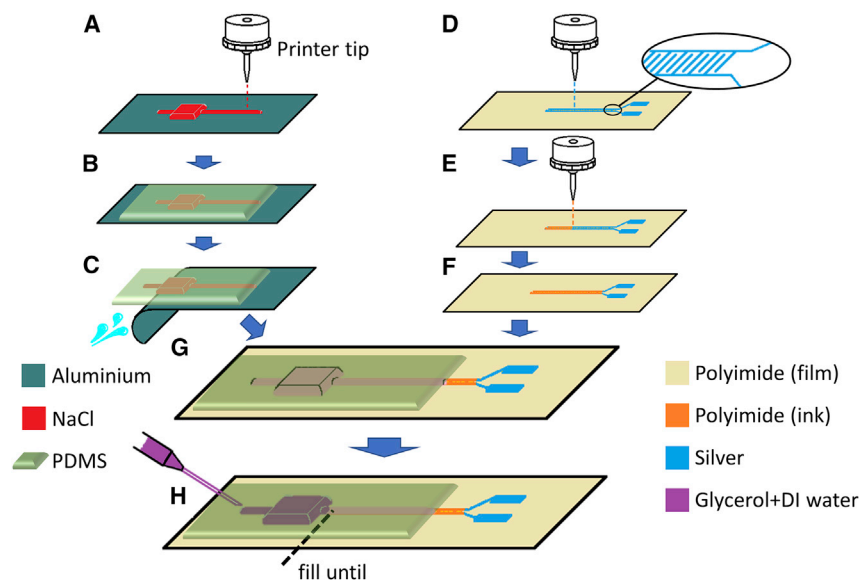 A
Printer tip
D
B
E
C
F
G
Aluminium
NaCl
PDMS
Polyimide (film)
Polyimide (ink)
Silver
Glycerol+DI water
H
fill until